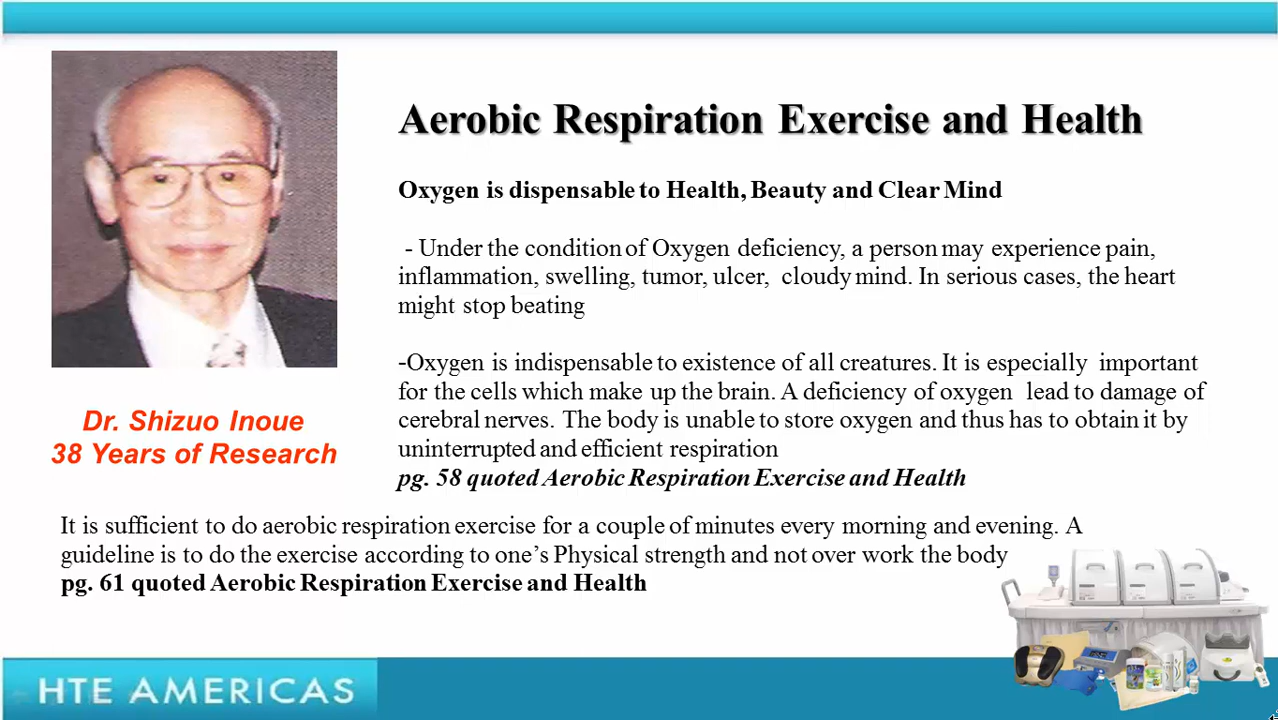 Aerobic Respiration Exercise and Health
Oxygen is dispensable to Health, Beauty and Clear Mind
- Under the condition of Oxygen deficiency, a person may experience pain,
inflammation, swelling, tumor, ulcer, cloudy mind. In serious cases, the heart
might stop beating
-Oxygen is indispensable to existence of all creatures. It is especially important
for the cells which make up the brain. A deficiency of oxygen lead to damage of
cerebral nerves. The body is unable to store oxygen and thus has to obtain it by
uninterrupted and efficient respiration
pg. 58 quoted Aerobic Respiration Exercise and Health
Dr. Shizuo Inoue
38 Years of Research
It is sufficient to do aerobic respiration exercise for a couple of minutes every morning and evening. A
guideline is to do the exercise according to one's Physical strength and not over work the body
pg. 61 quoted Aerobic Respiration Exercise and Health
HTE AMERICAS